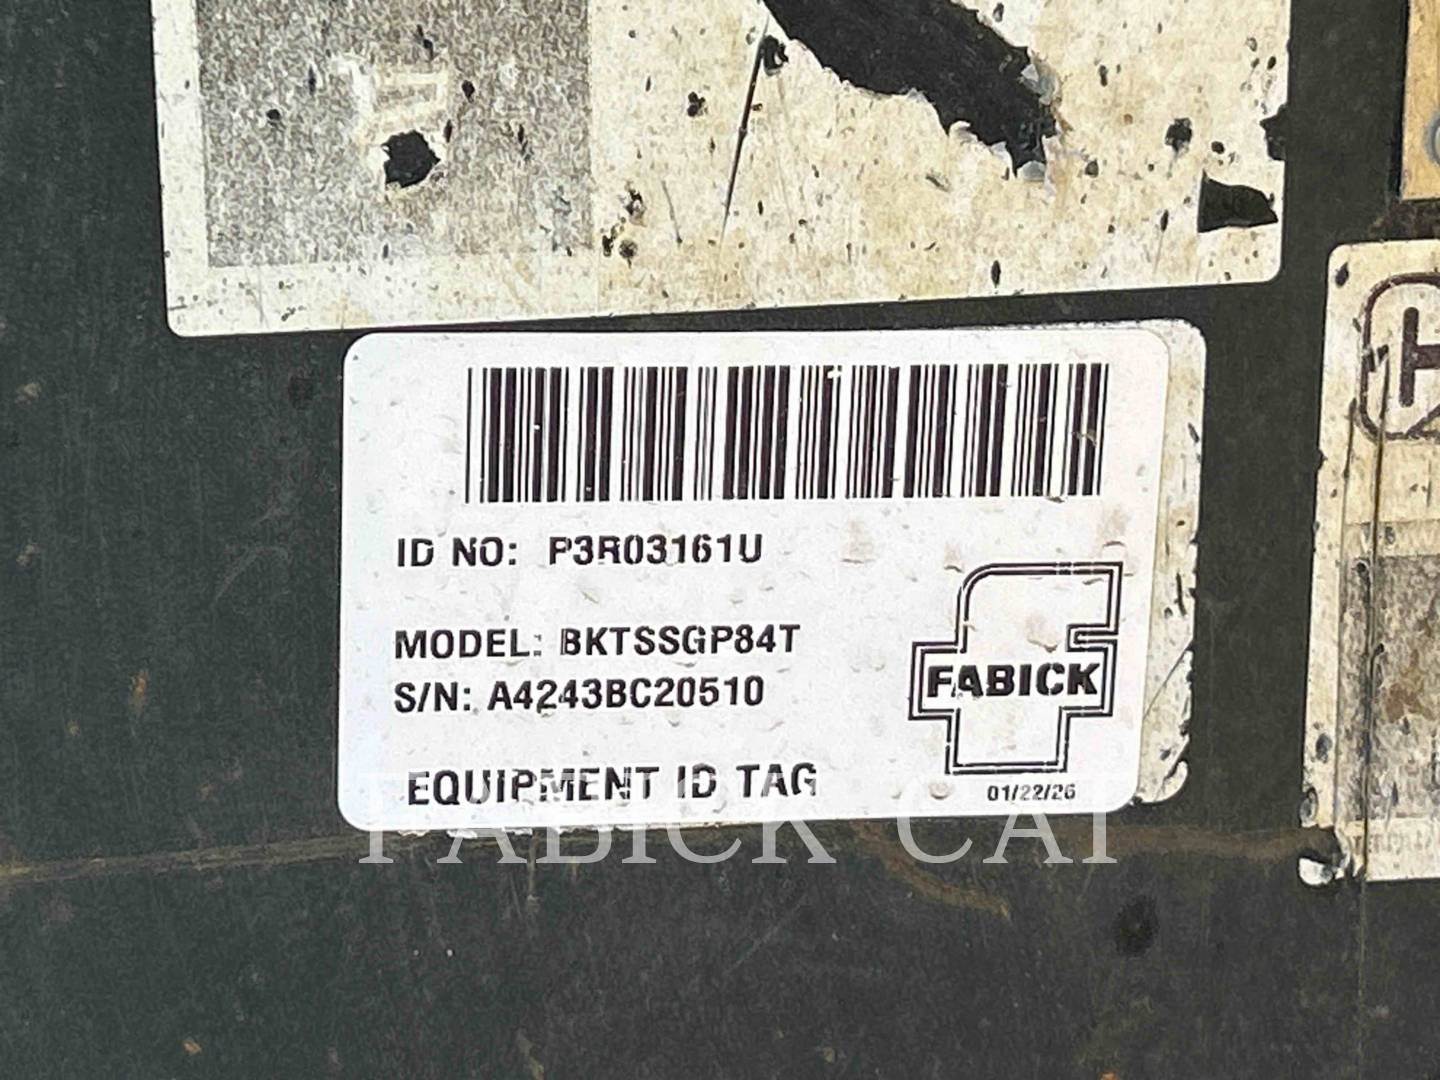 ID NO: P3R03161U
MODEL: BKTSSGP84T
S/N: A4243BC20510
FABICK
EQUIPMENT ID TAG
01/22/26
FABICK CAT
H